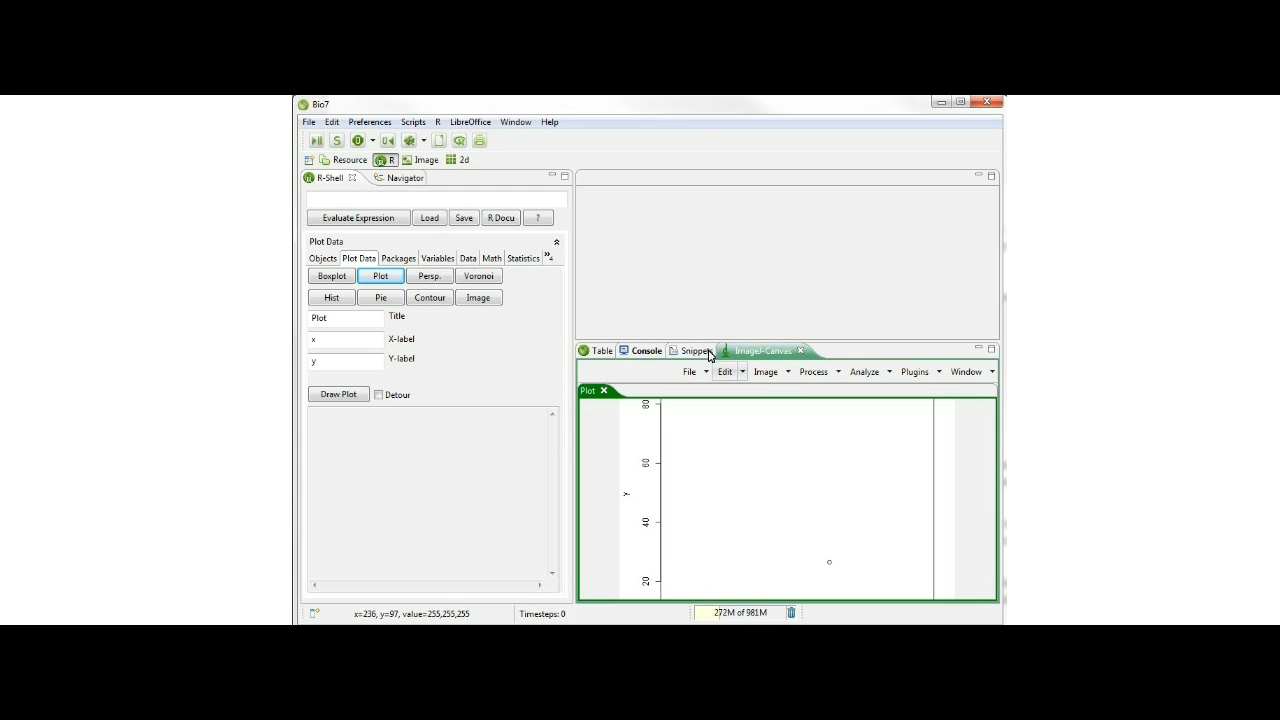 Bio7
File Edit Preferences Scripts R LibreOffice Window Help
S
Resource R Image 2d
R-Shell Navigator
Evaluate Expression Load Save R Docu ?
Plot Data
Objects Plot Data Packages Variables Data Math Statistics » 4
Boxplot Plot Persp. Voronoi
Hist Pie Contour Image
Plot Title
x X-label
y Y-label
Draw Plot Detour
Table Console Snippets ImageJ-Canvas
File Edit Image Process Analyze Plugins Window
Plot
80
60
y
40
20
x=236, y=97, value=255,255,255 Timesteps: 0 272M of 981M